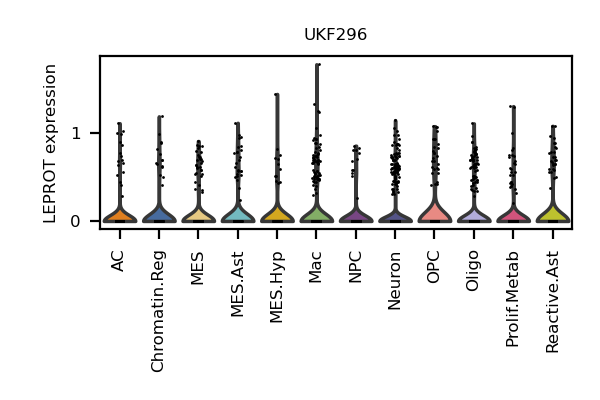 UKF296
LEPROT expression
1
0
AC
Chromatin.Reg
MES
MES.Ast
MES.Hyp
Mac
NPC
Neuron
OPC
Oligo
Prolif.Metab
Reactive.Ast